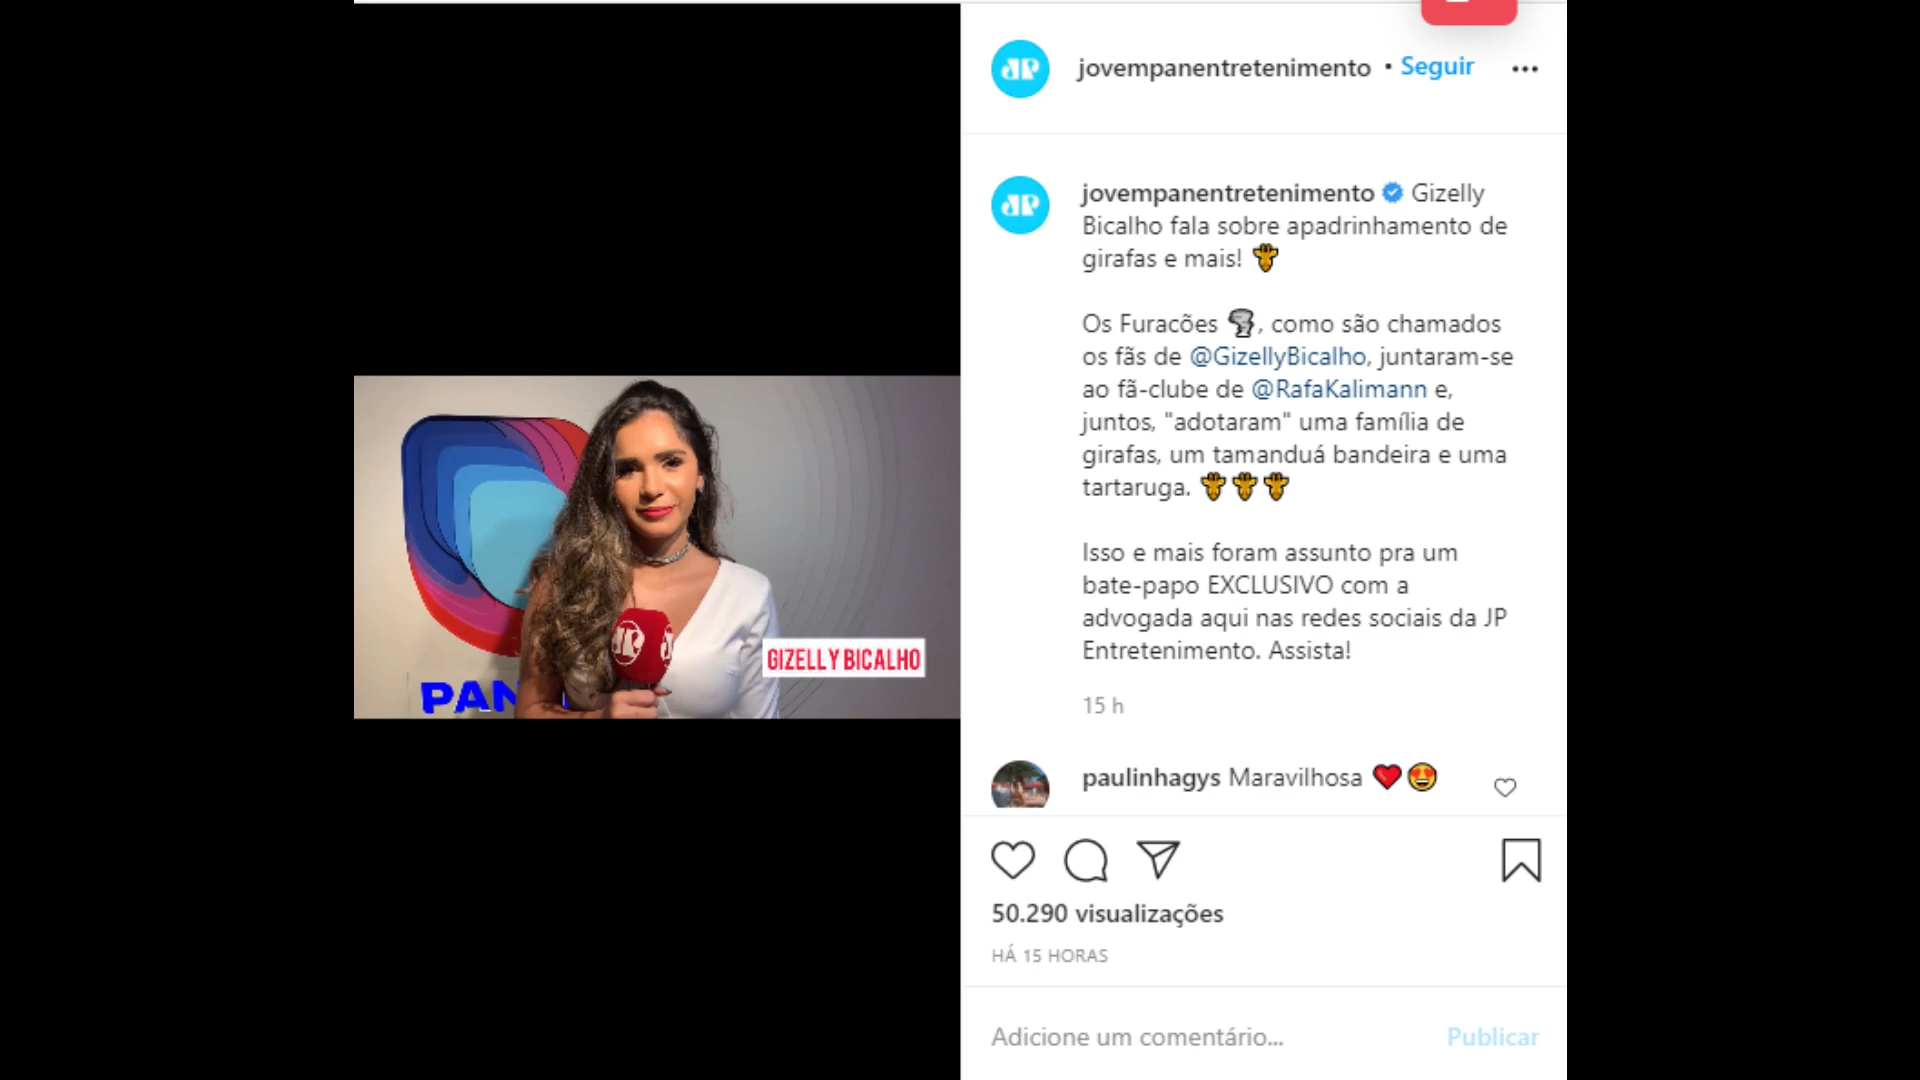 JP
jovempanentretenimento • Seguir
JP
jovempanentretenimento Gizelly
Bicalho fala sobre apadrinhamento de
girafas e mais! 🦒
Os Furacões 🌪, como são chamados
os fãs de @GizellyBicalho, juntaram-se
ao fã-clube de @RafaKalimann e,
juntos, "adotaram" uma família de
girafas, um tamanduá bandeira e uma
tartaruga. 🦒🦒🦒
Isso e mais foram assunto pra um
bate-papo EXCLUSIVO com a
advogada aqui nas redes sociais da JP
Entretenimento. Assista!
15 h
paulinhagys Maravilhosa ❤️😍
50.290 visualizações
HÁ 15 HORAS
Adicione um comentário... Publicar
JP
GIZELLY BICALHO
PAN